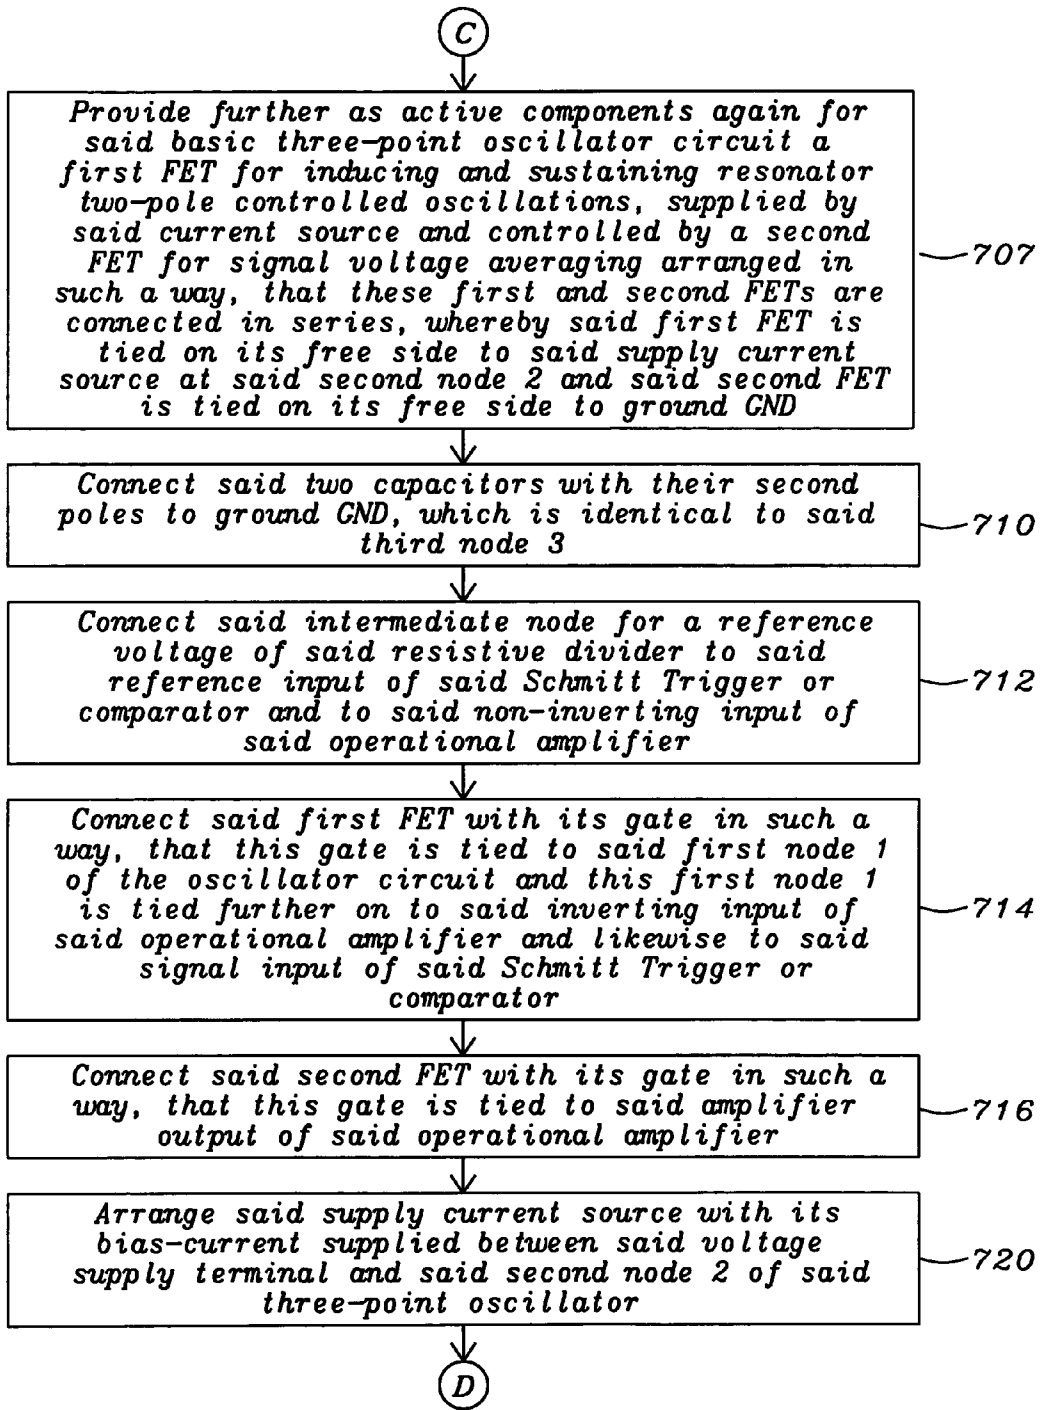 C
Provide further as active components again for
said basic three-point oscillator circuit a
first FET for inducing and sustaining resonator
two-pole controlled oscillations, supplied by
said current source and controlled by a second
FET for signal voltage averaging arranged in
such a way, that these first and second FETs are
connected in series, whereby said first FET is
tied on its free side to said supply current
source at said second node 2 and said second FET
is tied on its free side to ground GND
707
Connect said two capacitors with their second
poles to ground GND, which is identical to said
third node 3
710
Connect said intermediate node for a reference
voltage of said resistive divider to said
reference input of said Schmitt Trigger or
comparator and to said non-inverting input of
said operational amplifier
712
Connect said first FET with its gate in such a
way, that this gate is tied to said first node 1
of the oscillator circuit and this first node 1
is tied further on to said inverting input of
said operational amplifier and likewise to said
signal input of said Schmitt Trigger or
comparator
714
Connect said second FET with its gate in such a
way, that this gate is tied to said amplifier
output of said operational amplifier
716
Arrange said supply current source with its
bias-current supplied between said voltage
supply terminal and said second node 2 of said
three-point oscillator
720
D